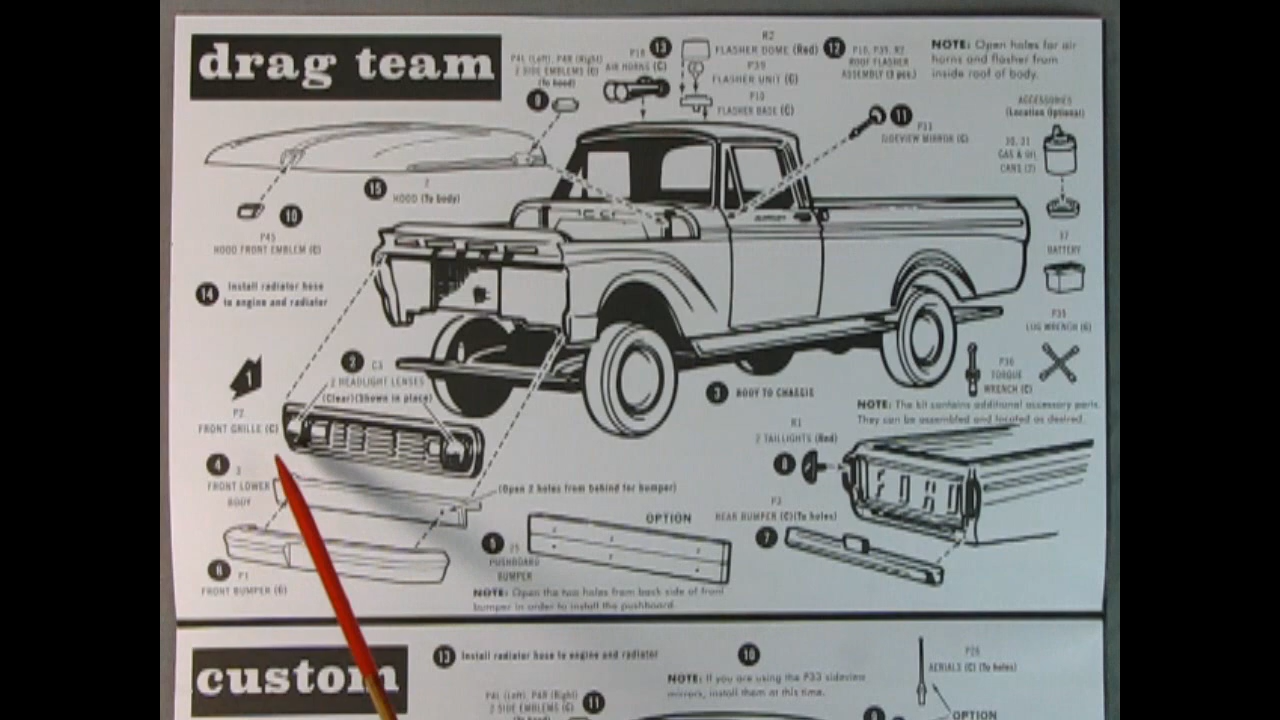 drag team
P4L (Left), P4R (Right)
2 SIDE EMBLEMS (C)
(To hood)
9
P18
AIR HORNS (C)
13
R2
FLASHER DOME (Red)
P39
FLASHER UNIT (C)
P10
FLASHER BASE (C)
12
P10, P39, R2
ROOF FLASHER
ASSEMBLY (3 pcs.)
NOTE: Open holes for air
horns and flasher from
inside roof of body.
ACCESSORIES
(Location Optional)
30, 31
GAS & OIL
CANS (2)
11
SIDEVIEW MIRROR (C)
15
HOOD (To body)
10
P45
HOOD FRONT EMBLEM (C)
37
BATTERY
14
Install radiator hose
to engine and radiator
P35
LUG WRENCH (C)
1
2
C3
2 HEADLIGHT LENSES
(Clear)(Shown in place)
P2
FRONT GRILLE (C)
3
BODY TO CHASSIS
P36
TORQUE
WRENCH (C)
NOTE: The kit contains additional accessory parts.
They can be assembled and located as desired.
R1
2 TAILLIGHTS (Red)
8
FORD
4
3
FRONT LOWER
BODY
(Open 2 holes from behind for bumper)
P3
REAR BUMPER (C)(To holes)
7
OPTION
5
25
PUSHBOARD
BUMPER
6
P1
FRONT BUMPER (C)
NOTE: Open the two holes from back side of front
bumper in order to install the pushboard.
custom
13
Install radiator hose to engine and radiator
P4L (Left), P4R (Right)
2 SIDE EMBLEMS (C)
11
10
NOTE: If you are using the P33 sideview
mirrors, install them at this time.
AERIALS (C) (To holes)
OPTION